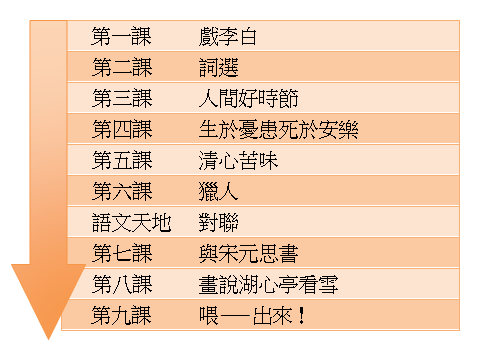 第一課 戲李白
第二課 詞選
第三課 人間好時節
第四課 生於憂患死於安樂
第五課 清心苦味
第六課 獵人
語文天地 對聯
第七課 與宋元思書
第八課 畫說湖心亭看雪
第九課 喂──出來！